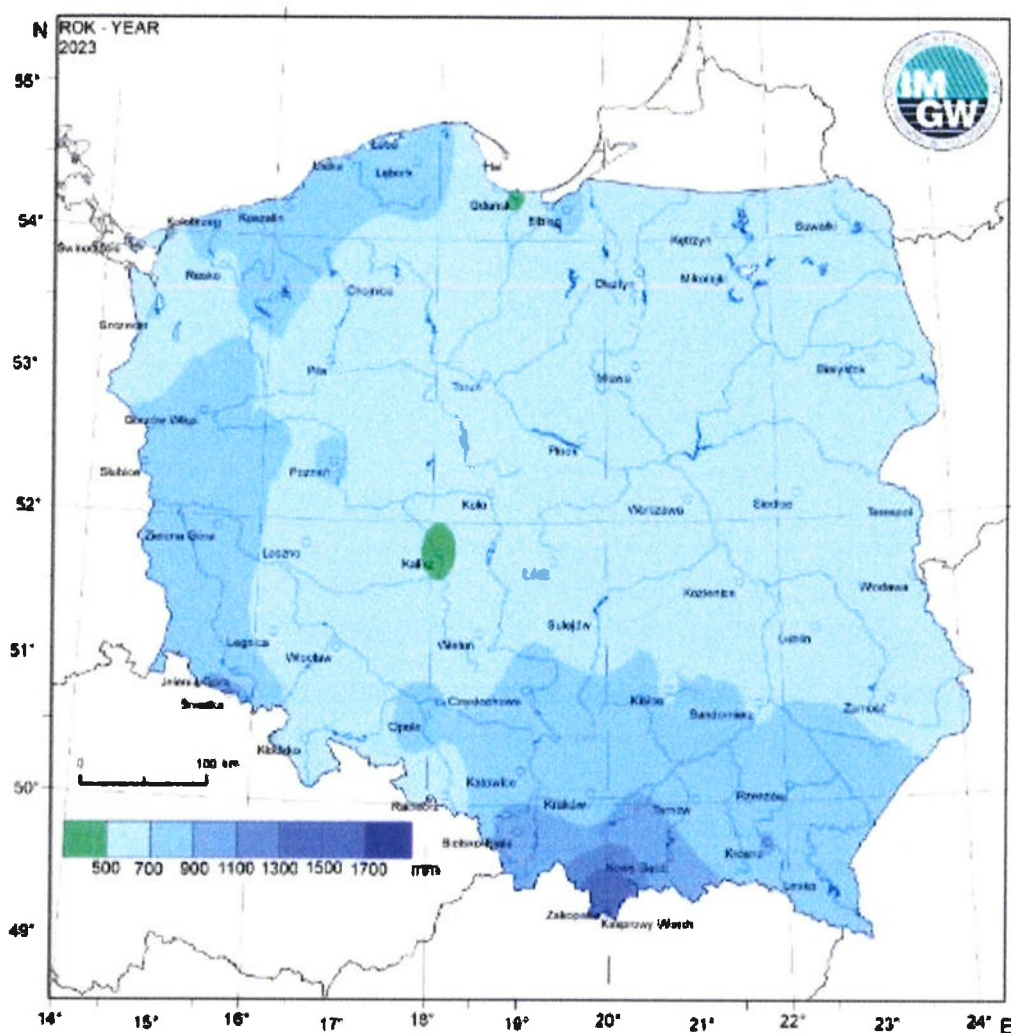 N
ROK - YEAR
2023
IM
GW
55°
Łeba
Ustka
Lębork
Hel
54°
Kołobrzeg
Koszalin
Gdańsk
Elbląg
Kętrzyn
Suwałki
Świnoujście
Resko
Chojnice
Olsztyn
Mikołajki
Szczecin
53°
Piła
Toruń
Mława
Białystok
Gorzów Wlkp.
Słubice
Poznań
Płock
52°
Koło
Warszawa
Siedlce
Terespol
Zielona Góra
Leszno
Kalisz
Łódź
Kozienice
Włodawa
51°
Legnica
Wrocław
Wieluń
Sulejów
Lublin
Jelenia Góra
Śnieżka
Częstochowa
Kielce
Sandomierz
Zamość
Opole
Kłodzko
0
100 km
50°
Katowice
Racibórz
Kraków
Tarnów
Rzeszów
Bielsko-Biała
Nowy Sącz
Krosno
Lesko
500 700 900 1100 1300 1500 1700 mm
Zakopane
Kasprowy Wierch
49°
14° 15° 16° 17° 18° 19° 20° 21° 22° 23° 24° E